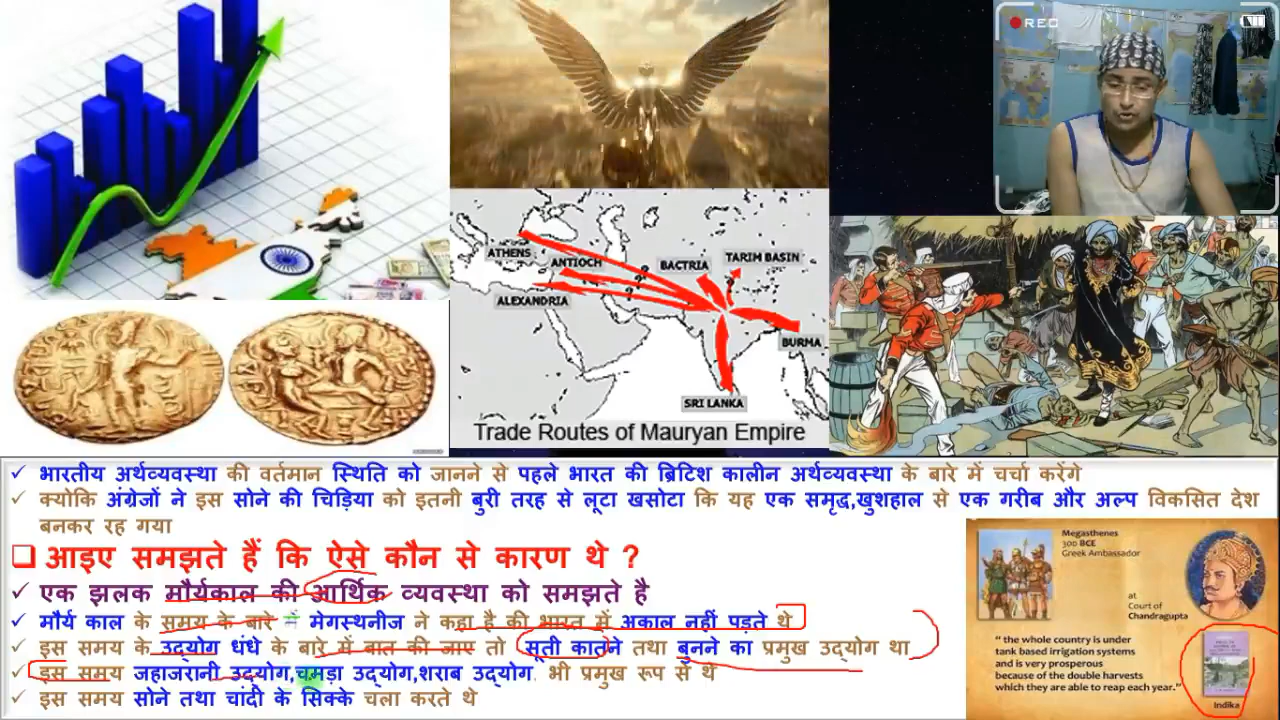 REC
ATHENS
ANTIOCH
BACTRIA
TARIM BASIN
ALEXANDRIA
BURMA
SRI LANKA
Trade Routes of Mauryan Empire
भारतीय अर्थव्यवस्था की वर्तमान स्थिति को जानने से पहले भारत की ब्रिटिश कालीन अर्थव्यवस्था के बारे में चर्चा करेंगे
क्योकि अंग्रेजों ने इस सोने की चिड़िया को इतनी बुरी तरह से लूटा खसोटा कि यह एक समृद्ध,खुशहाल से एक गरीब और अल्प विकसित देश
बनकर रह गया
आइए समझते हैं कि ऐसे कौन से कारण थे ?
एक झलक मौर्यकाल की आर्थिक व्यवस्था को समझते है
मौर्य काल के समय के बारे में मेगस्थनीज ने कहा है की भारत में अकाल नहीं पड़ते थे
इस समय के उद्योग धंधे के बारे में बात की जाए तो सूती कातने तथा बुनने का प्रमुख उद्योग था
इस समय जहाजरानी उद्योग,चमड़ा उद्योग,शराब उद्योग भी प्रमुख रूप से थे
इस समय सोने तथा चांदी के सिक्के चला करते थे
Megasthenes
300 BCE
Greek Ambassador
at
Court of
Chandragupta
" the whole country is under
tank based irrigation systems
and is very prosperous
because of the double harvests
which they are able to reap each year."
Indika